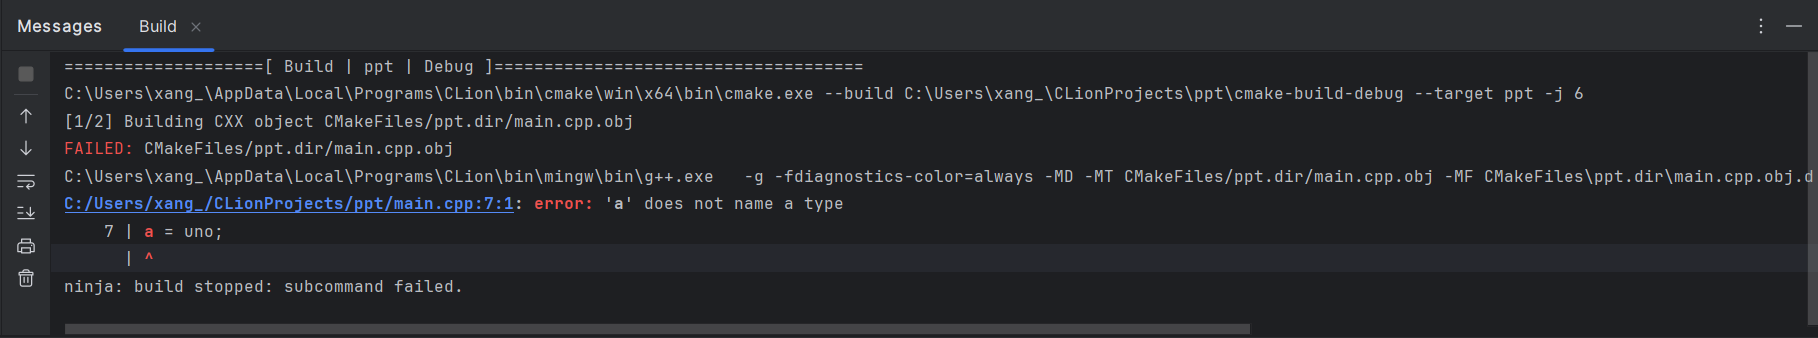 Messages
Build
====================[ Build | ppt | Debug ]=====================================
C:\Users\xang_\AppData\Local\Programs\CLion\bin\cmake\win\x64\bin\cmake.exe --build C:\Users\xang_\CLionProjects\ppt\cmake-build-debug --target ppt -j 6
[1/2] Building CXX object CMakeFiles/ppt.dir/main.cpp.obj
FAILED: CMakeFiles/ppt.dir/main.cpp.obj
C:\Users\xang_\AppData\Local\Programs\CLion\bin\mingw\bin\g++.exe   -g -fdiagnostics-color=always -MD -MT CMakeFiles/ppt.dir/main.cpp.obj -MF CMakeFiles\ppt.dir\main.cpp.obj.d
C:/Users/xang_/CLionProjects/ppt/main.cpp:7:1: error: 'a' does not name a type
    7 | a = uno;
      | ^
ninja: build stopped: subcommand failed.